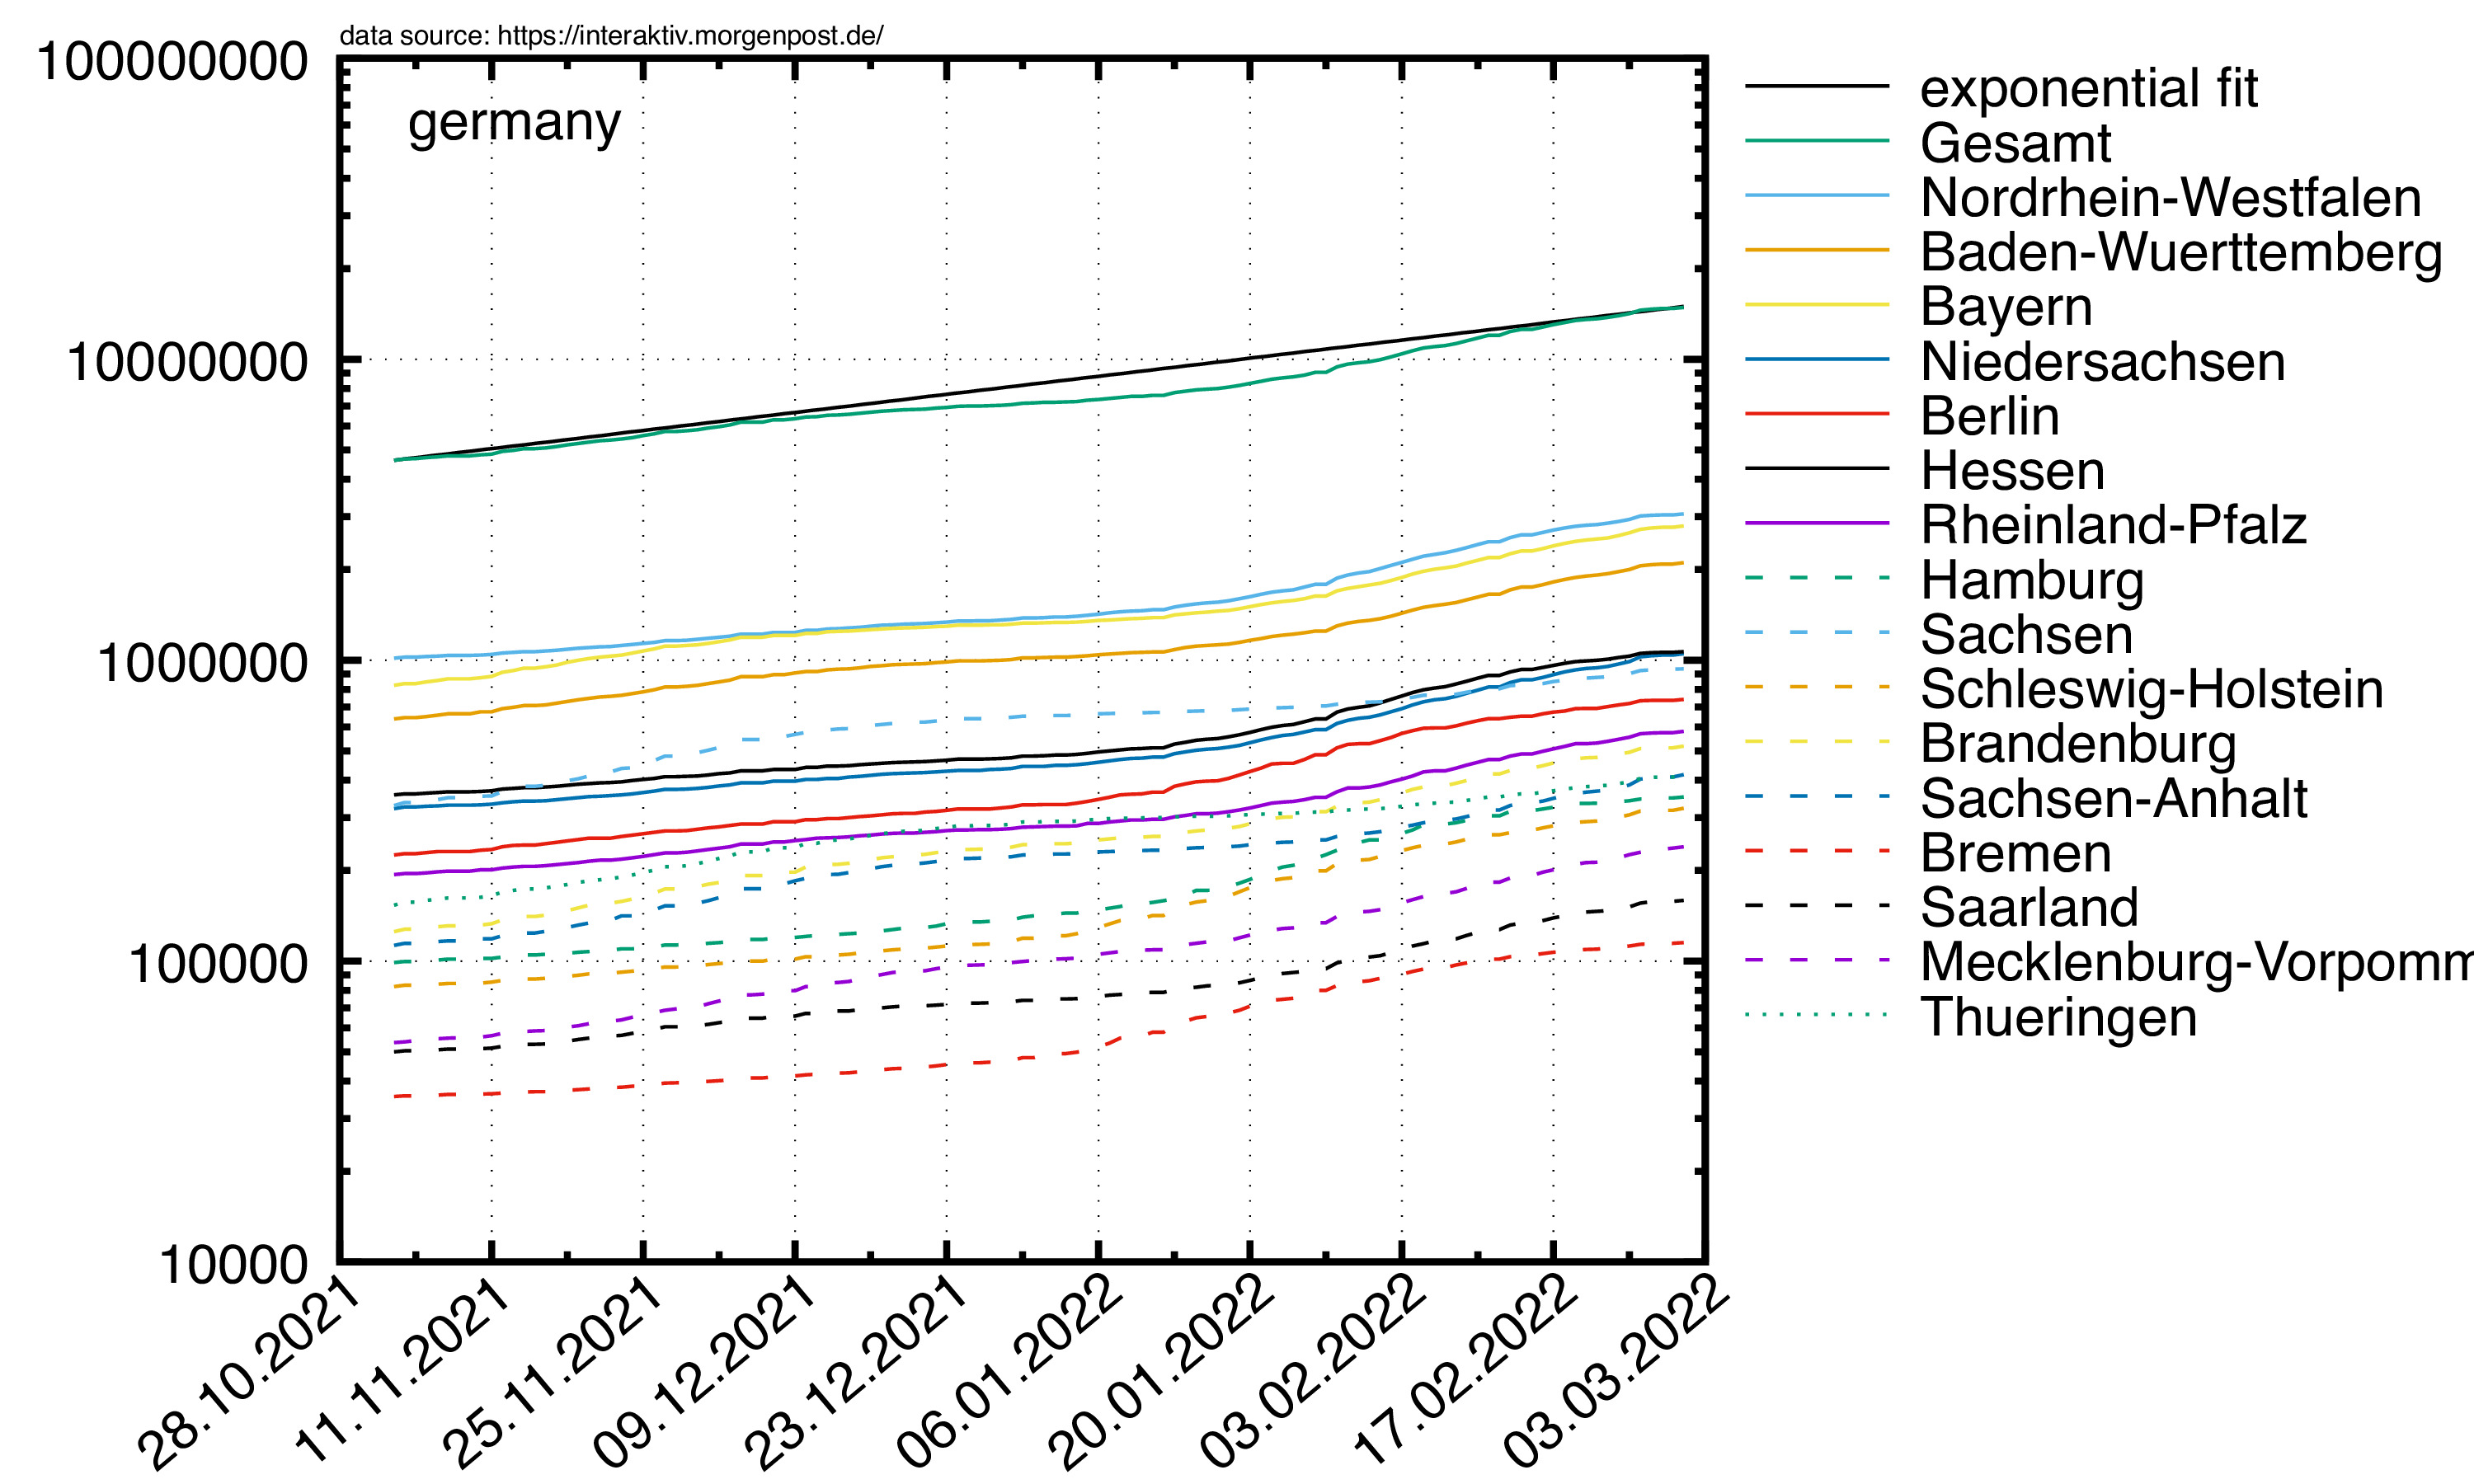 data source: https://interaktiv.morgenpost.de/
germany
100000000
10000000
1000000
100000
10000
28.10.2021
11.11.2021
25.11.2021
09.12.2021
23.12.2021
06.01.2022
20.01.2022
03.02.2022
17.02.2022
03.03.2022
exponential fit
Gesamt
Nordrhein-Westfalen
Baden-Wuerttemberg
Bayern
Niedersachsen
Berlin
Hessen
Rheinland-Pfalz
Hamburg
Sachsen
Schleswig-Holstein
Brandenburg
Sachsen-Anhalt
Bremen
Saarland
Mecklenburg-Vorpomm
Thueringen